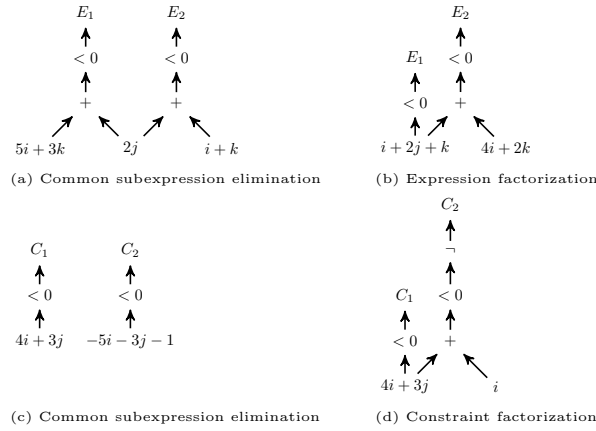 E1 E2
< 0 < 0
+ +
5i + 3k 2j i + k
(a) Common subexpression elimination
E2
E1 < 0
< 0 +
i + 2j + k 4i + 2k
(b) Expression factorization
C1 C2
< 0 < 0
4i + 3j −5i − 3j − 1
(c) Common subexpression elimination
C2
¬
C1 < 0
< 0 +
4i + 3j i
(d) Constraint factorization